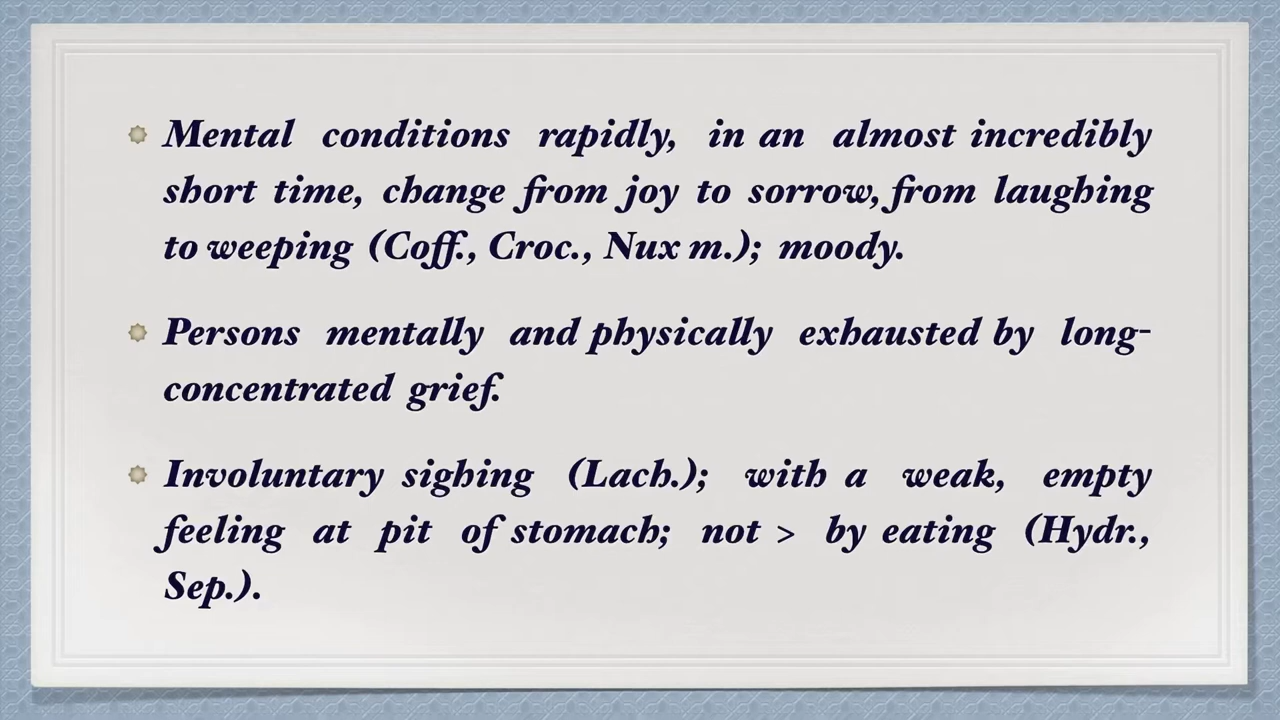 Mental conditions rapidly, in an almost incredibly
short time, change from joy to sorrow, from laughing
to weeping (Coff., Croc., Nux m.); moody.
Persons mentally and physically exhausted by long-
concentrated grief.
Involuntary sighing (Lach.); with a weak, empty
feeling at pit of stomach; not > by eating (Hydr.,
Sep.).